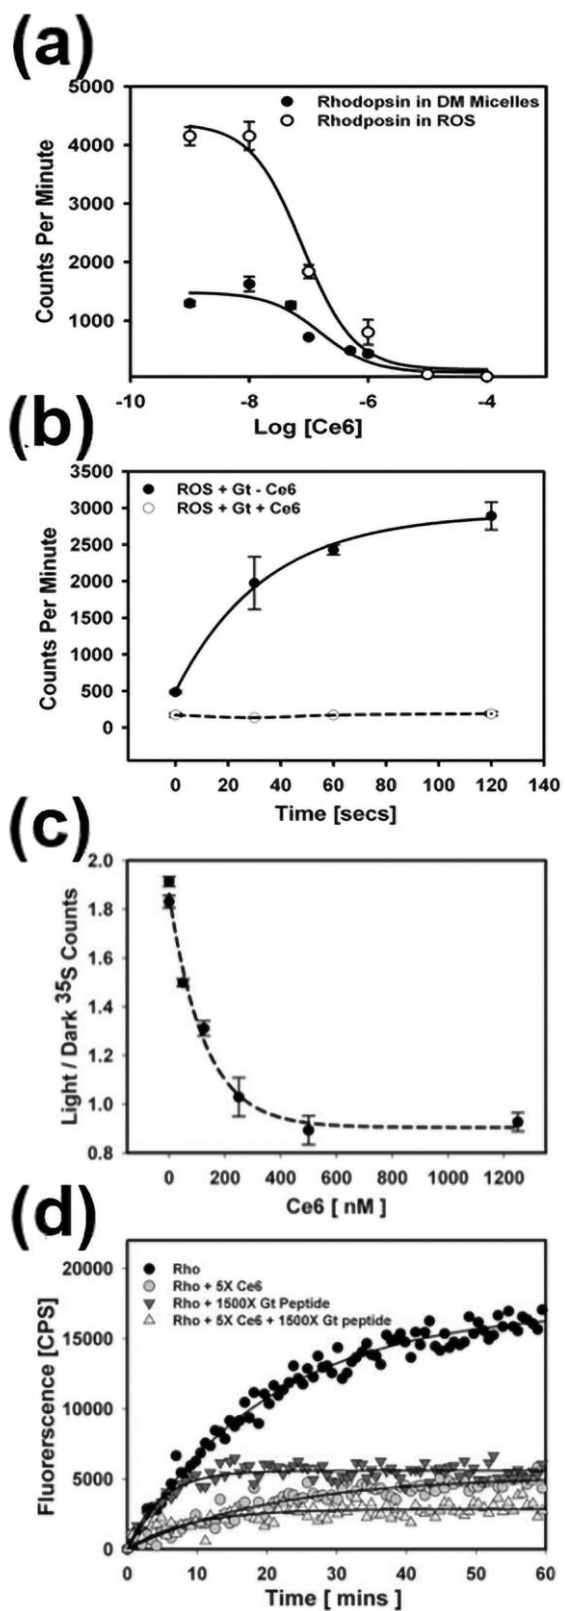 (a)
5000
4000
3000
2000
1000
Counts Per Minute
Rhodopsin in DM Micelles
Rhodposin in ROS
-10 -8 -6 -4
Log [Ce6]
(b)
3500
3000
2500
2000
1500
1000
500
0
Counts Per Minute
ROS + Gt - Ce6
ROS + Gt + Ce6
0 20 40 60 80 100 120 140
Time [secs]
(c)
2.0
1.8
1.6
1.4
1.2
1.0
0.8
Light / Dark ³⁵S Counts
0 200 400 600 800 1000 1200
Ce6 [ nM ]
(d)
20000
15000
10000
5000
0
Fluorerscence [CPS]
Rho
Rho + 5X Ce6
Rho + 1500X Gt Peptide
Rho + 5X Ce6 + 1500X Gt peptide
0 10 20 30 40 50 60
Time [ mins ]